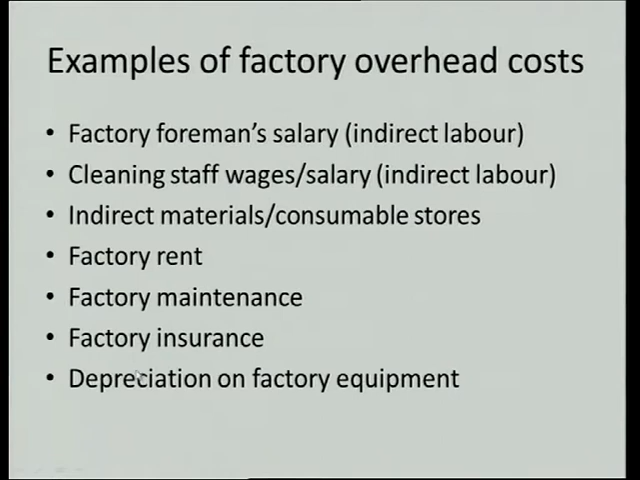 Examples of factory overhead costs
• Factory foreman's salary (indirect labour)
• Cleaning staff wages/salary (indirect labour)
• Indirect materials/consumable stores
• Factory rent
• Factory maintenance
• Factory insurance
• Depreciation on factory equipment